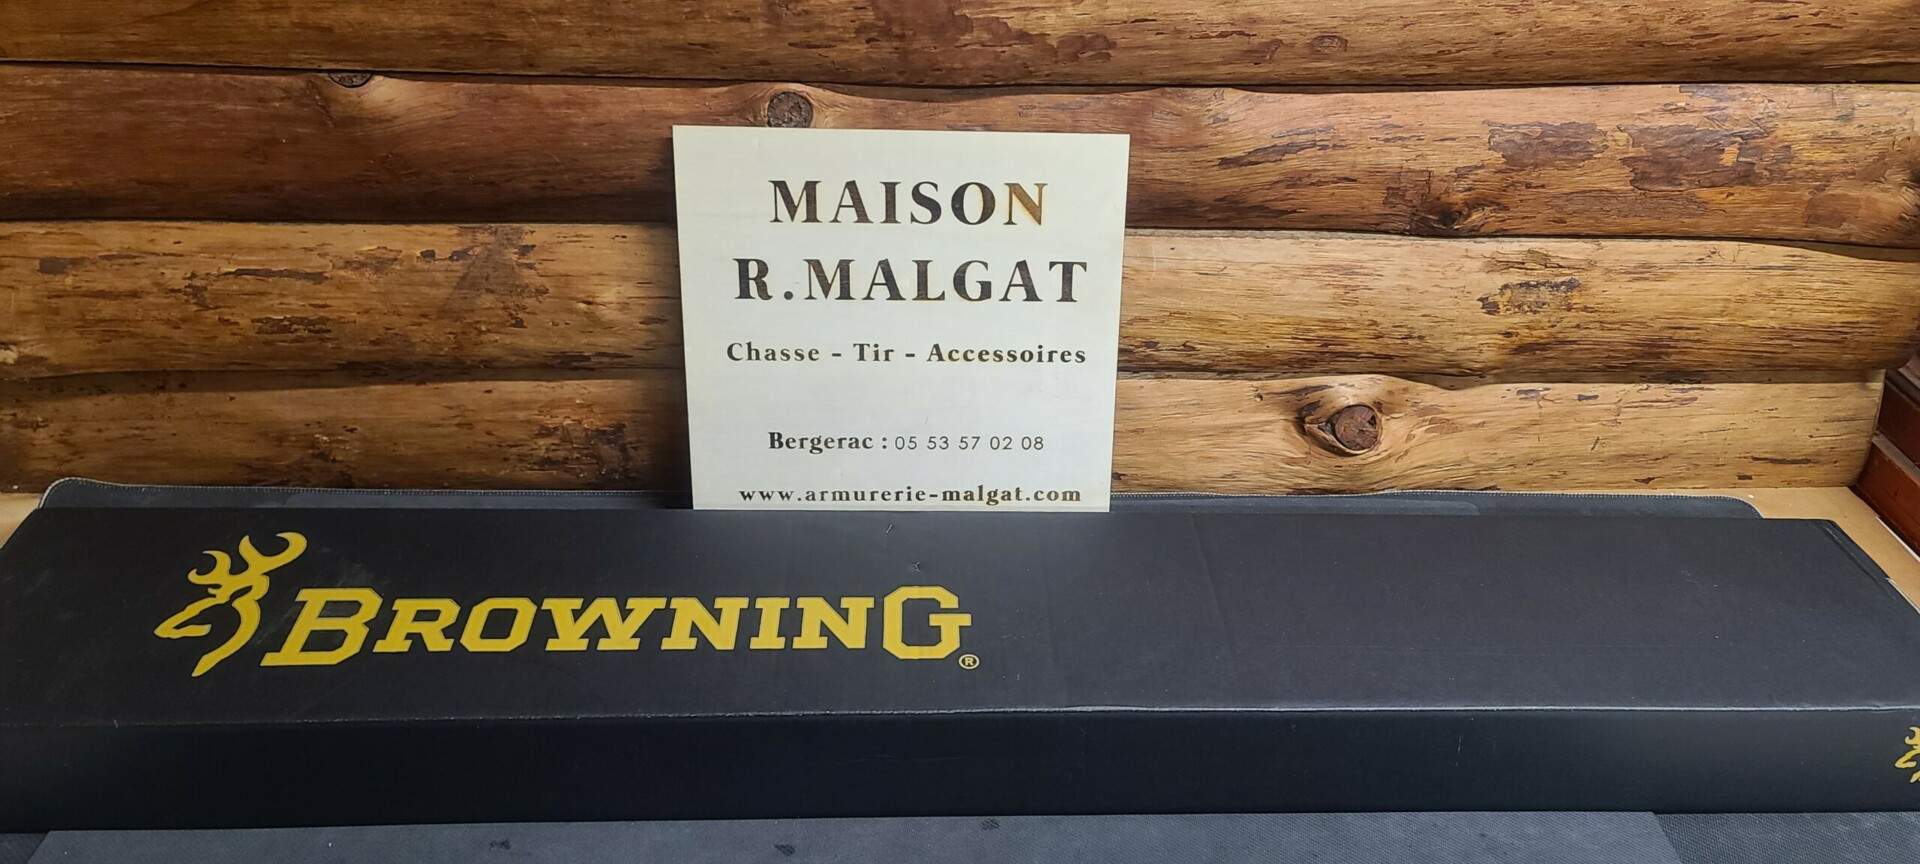 MAISON
R.MALGAT
Chasse - Tir - Accessoires
Bergerac : 05 53 57 02 08
www.armurerie-malgat.com
BROWNING®